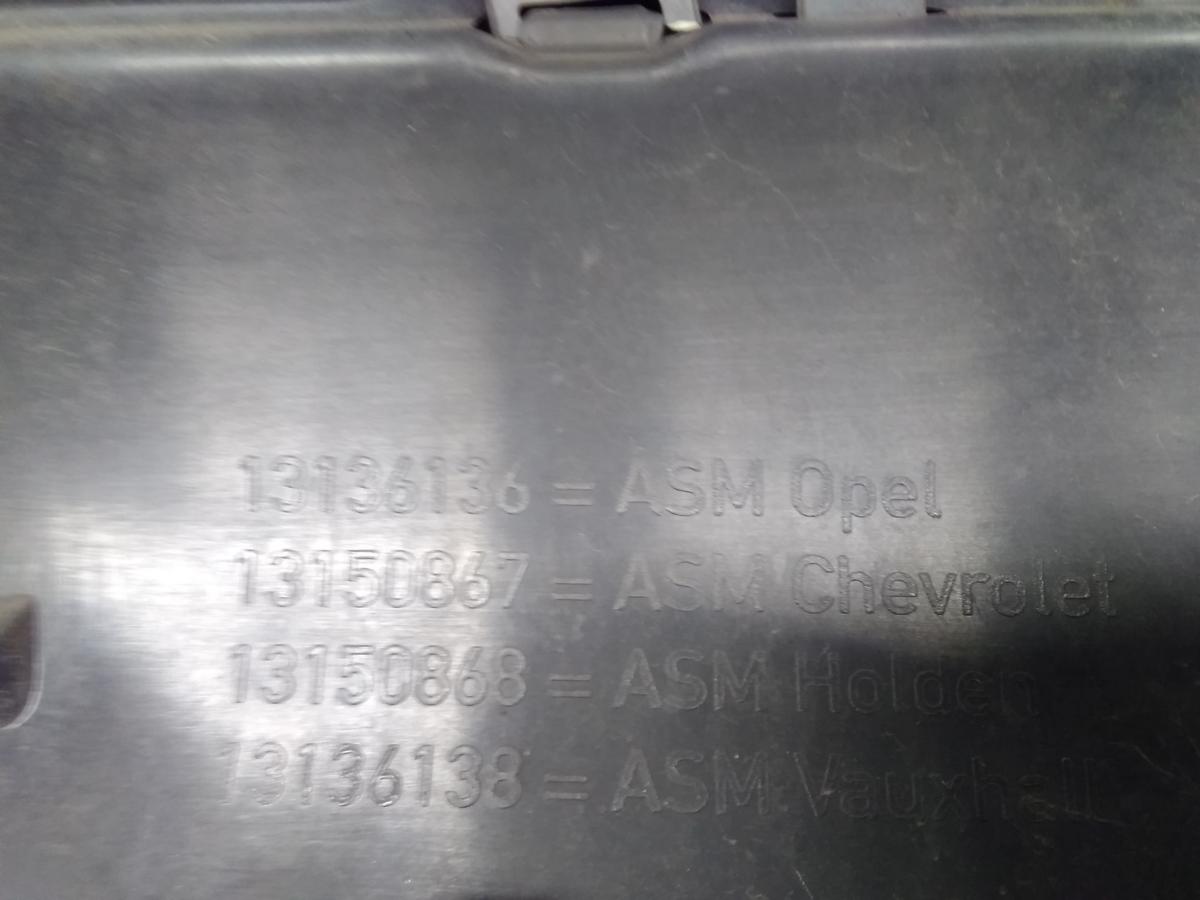 13136136 = ASM Opel
13150867 = ASM Chevrolet
13150868 = ASM Holden
13136138 = ASM Vauxhall